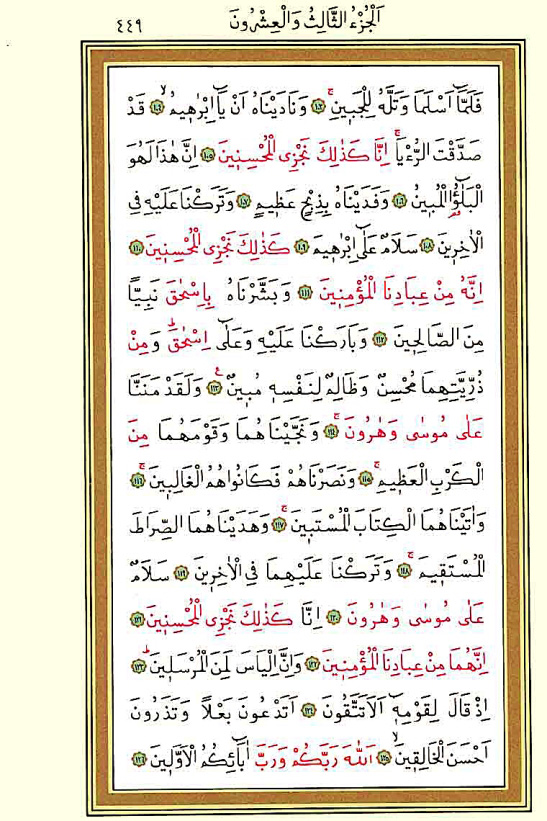 اَلْجُزْءُ الثَّالِثُ وَالْعِشْرُونَ
٤٤٩
فَلَمَّٓا اَسْلَمَا وَتَلَّهُ لِلْجَب۪ينِۚ ﴿١٠٣﴾ وَنَادَيْنَاهُ اَنْ يَٓا اِبْرٰه۪يمُۙ ﴿١٠٤﴾ قَدْ
صَدَّقْتَ الرُّءْيَاۚ اِنَّا كَذٰلِكَ نَجْزِى الْمُحْسِن۪ينَ ﴿١٠٥﴾ اِنَّ هٰذَا لَهُوَ
الْبَلٰٓؤُا الْمُب۪ينُ ﴿١٠٦﴾ وَفَدَيْنَاهُ بِذِبْحٍ عَظ۪يمٍ ﴿١٠٧﴾ وَتَرَكْنَا عَلَيْهِ فِى
الْاٰخِر۪ينَ ﴿١٠٨﴾ سَلَامٌ عَلٰٓى اِبْرٰه۪يمَ ﴿١٠٩﴾ كَذٰلِكَ نَجْزِى الْمُحْسِن۪ينَ ﴿١١٠﴾
اِنَّهُ مِنْ عِبَادِنَا الْمُؤْمِن۪ينَ ﴿١١١﴾ وَبَشَّرْنَاهُ بِاِسْحٰقَ نَبِيًّا
مِنَ الصَّالِح۪ينَ ﴿١١٢﴾ وَبَارَكْنَا عَلَيْهِ وَعَلٰٓى اِسْحٰقَۜ وَمِنْ
ذُرِّيَّتِهِمَا مُحْسِنٌ وَظَالِمٌ لِنَفْسِه۪ مُب۪ينٌ۟ ﴿١١٣﴾ وَلَقَدْ مَنَنَّا
عَلٰى مُوسٰى وَهٰرُونَۚ ﴿١١٤﴾ وَنَجَّيْنَاهُمَا وَقَوْمَهُمَا مِنَ
الْكَرْبِ الْعَظ۪يمِۚ ﴿١١٥﴾ وَنَصَرْنَاهُمْ فَكَانُوا هُمُ الْغَالِب۪ينَۚ ﴿١١٦﴾
وَاٰتَيْنَاهُمَا الْكِتَابَ الْمُسْتَب۪ينَۚ ﴿١١٧﴾ وَهَدَيْنَاهُمَا الصِّرَاطَ
الْمُسْتَق۪يمَۚ ﴿١١٨﴾ وَتَرَكْنَا عَلَيْهِمَا فِى الْاٰخِر۪ينَ ﴿١١٩﴾ سَلَامٌ
عَلٰى مُوسٰى وَهٰرُونَ ﴿١٢٠﴾ اِنَّا كَذٰلِكَ نَجْزِى الْمُحْسِن۪ينَ ﴿١٢١﴾
اِنَّهُمَا مِنْ عِبَادِنَا الْمُؤْمِن۪ينَ ﴿١٢٢﴾ وَاِنَّ اِلْيَاسَ لَمِنَ الْمُرْسَل۪ينَۜ ﴿١٢٣﴾
اِذْ قَالَ لِقَوْمِه۪ٓ اَلَا تَتَّقُونَ ﴿١٢٤﴾ اَتَدْعُونَ بَعْلًا وَتَذَرُونَ
اَحْسَنَ الْخَالِق۪ينَۙ ﴿١٢٥﴾ اَللّٰهَ رَبَّكُمْ وَرَبَّ اٰبَٓائِكُمُ الْاَوَّل۪ينَ ﴿١٢٦﴾